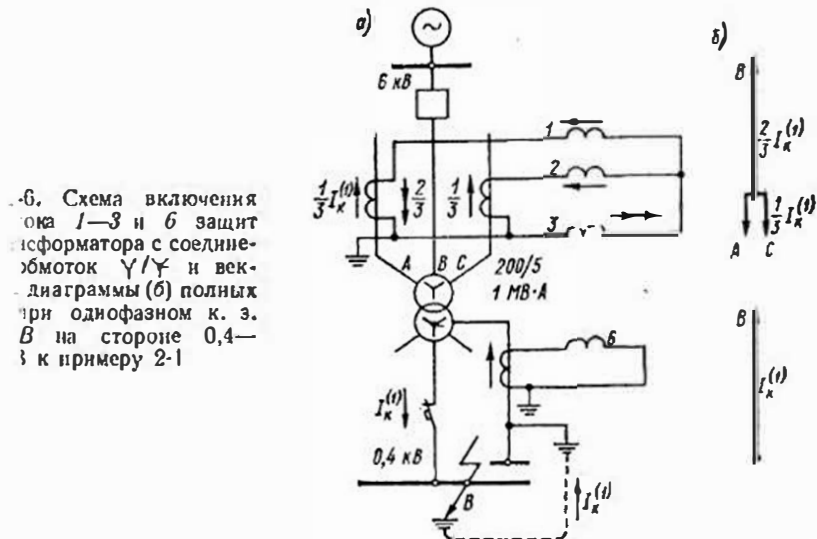 -6. Схема включения
ока 1—3 и 6 защит
нсформатора с соедине-
обмоток Y/Y и век-
диаграммы (б) полных
при однофазном к. з.
В на стороне 0,4—
к примеру 2-1
а)
б)
6 кВ
1
2
3
1/3 I_к^(1)
2/3
1/3
A
B
C
200/5
1 МВ·А
6
I_к^(1)
0,4 кВ
B
I_к^(1)
B
2/3 I_к^(1)
1/3 I_к^(1)
A
C
B
I_к^(1)